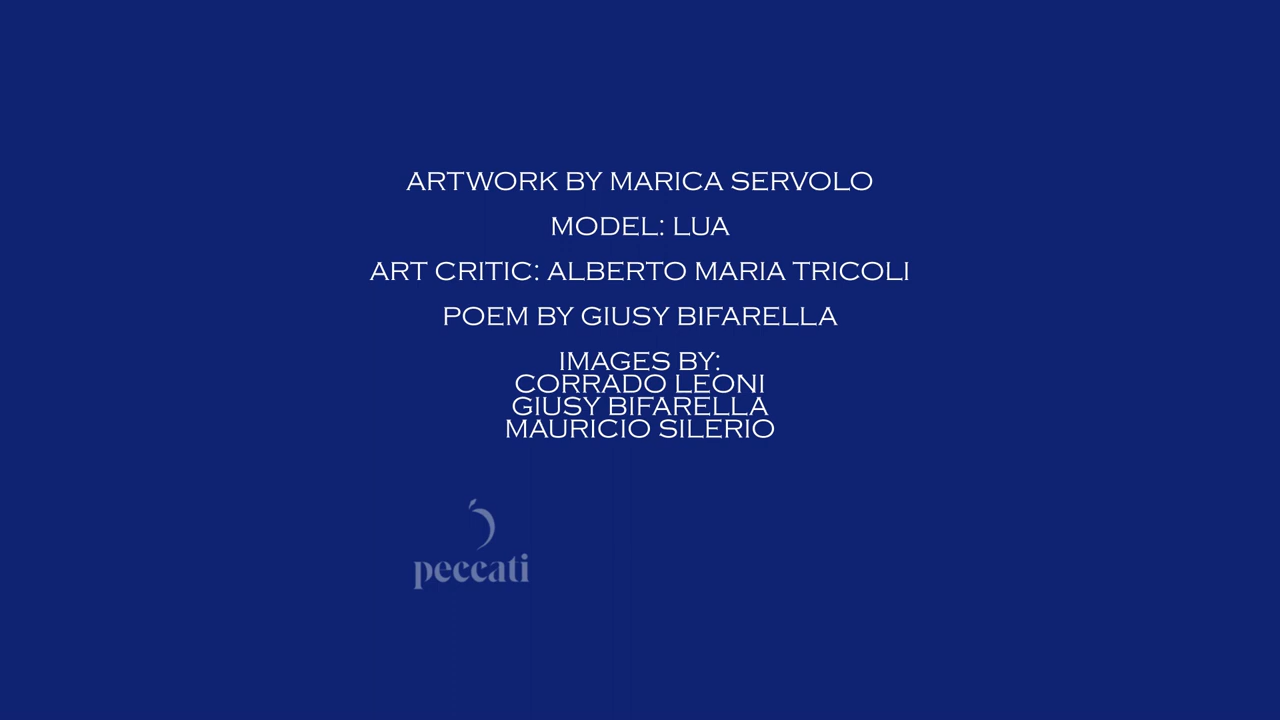 ARTWORK BY MARICA SERVOLO
MODEL: LUA
ART CRITIC: ALBERTO MARIA TRICOLI
POEM BY GIUSY BIFARELLA
IMAGES BY:
CORRADO LEONI
GIUSY BIFARELLA
MAURICIO SILERIO
peccati